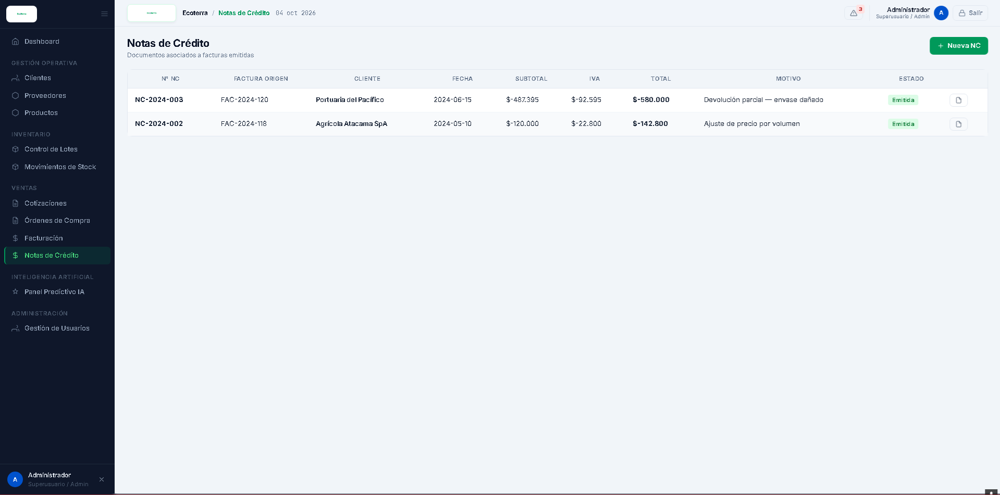 Ecoterra
Dashboard
GESTIÓN OPERATIVA
Clientes
Proveedores
Productos
INVENTARIO
Control de Lotes
Movimientos de Stock
VENTAS
Cotizaciones
Órdenes de Compra
Facturación
Notas de Crédito
INTELIGENCIA ARTIFICIAL
Panel Predictivo IA
ADMINISTRACIÓN
Gestión de Usuarios
A
Administrador
Superusuario / Admin
Ecoterra
Ecoterra / Notas de Crédito 04 oct 2026
3
Administrador
Superusuario / Admin
A
Salir
Notas de Crédito
Documentos asociados a facturas emitidas
+ Nueva NC
N° NC FACTURA ORIGEN CLIENTE FECHA SUBTOTAL IVA TOTAL MOTIVO ESTADO
NC-2024-003 FAC-2024-120 Portuaria del Pacífico 2024-06-15 $-487.395 $-92.595 $-580.000 Devolución parcial — envase dañado Emitida
NC-2024-002 FAC-2024-118 Agrícola Atacama SpA 2024-05-10 $-120.000 $-22.800 $-142.800 Ajuste de precio por volumen Emitida